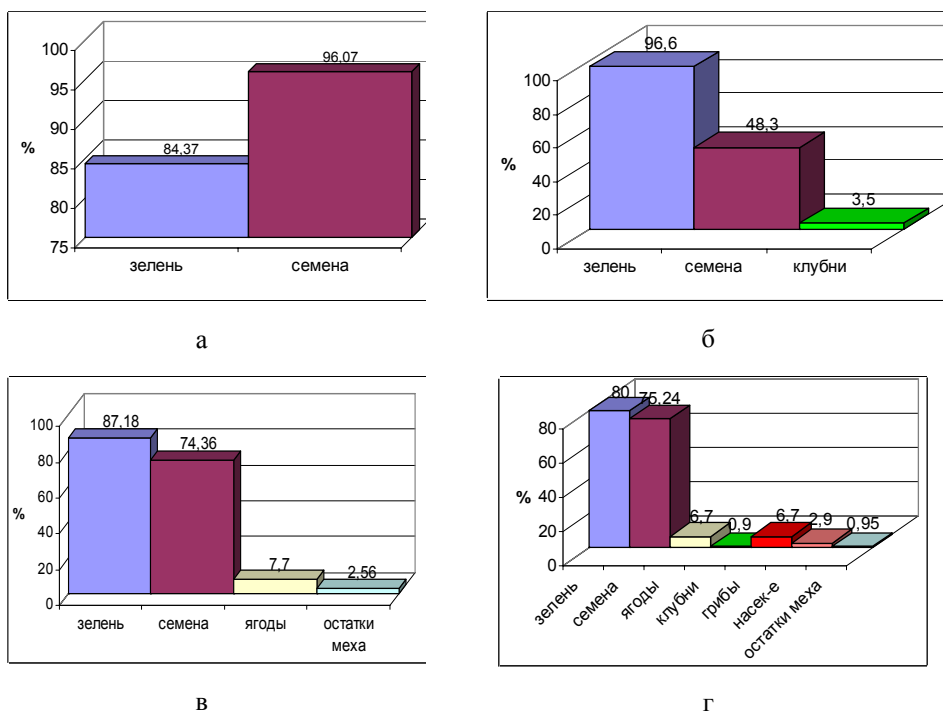 100
95
90
85
80
75
%
84,37
96,07
зелень
семена
а
100
80
60
40
20
0
%
96,6
48,3
3,5
зелень
семена
клубни
б
100
80
60
40
20
0
%
87,18
74,36
7,7
2,56
зелень
семена
ягоды
остатки
меха
в
80
60
40
20
0
%
80
75,24
6,7
0,9
6,7
2,9
0,95
зелень
семена
ягоды
клубни
грибы
насек-е
остатки меха
г